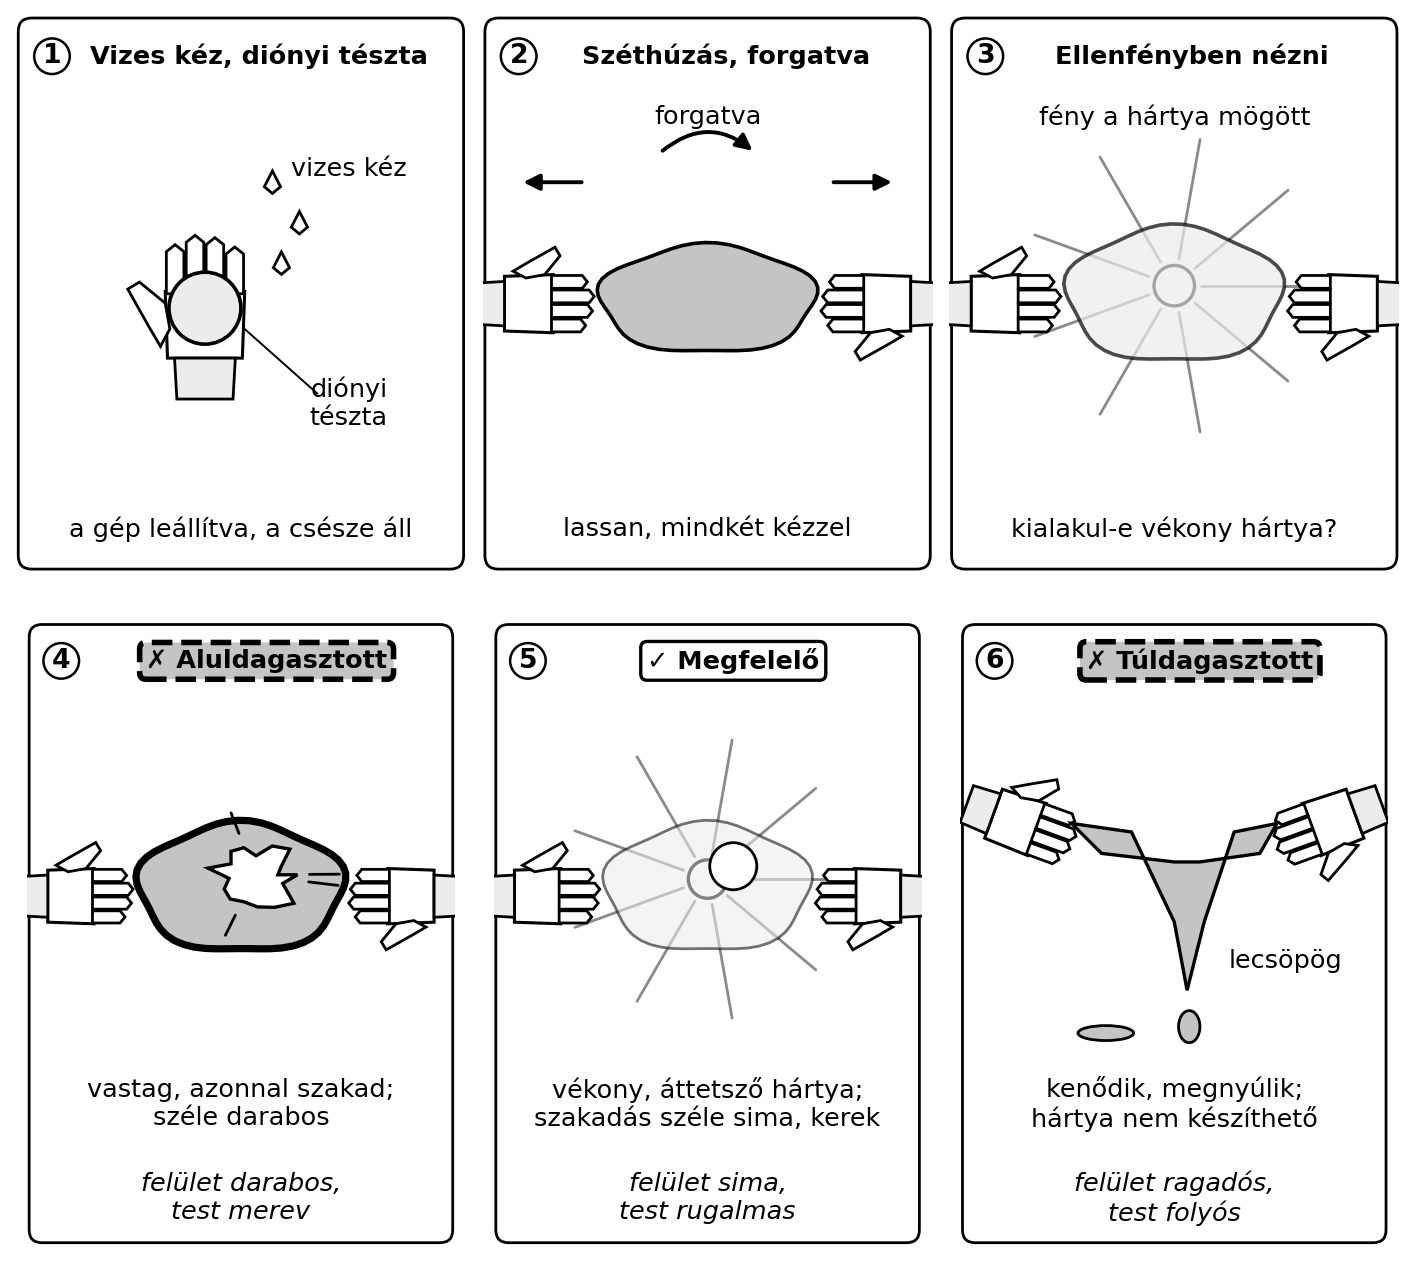 1 Vizes kéz, diónyi tészta
vizes kéz
diónyi
tészta
a gép leállítva, a csésze áll
2 Széthúzás, forgatva
forgatva
lassan, mindkét kézzel
3 Ellenfényben nézni
fény a hártya mögött
kialakul-e vékony hártya?
4 ✗ Aluldagasztott
vastag, azonnal szakad;
széle darabos
felület darabos,
test merev
5 ✓ Megfelelő
vékony, áttetsző hártya;
szakadás széle sima, kerek
felület sima,
test rugalmas
6 ✗ Túldagasztott
lecsöpög
kenődik, megnyúlik;
hártya nem készíthető
felület ragadós,
test folyós